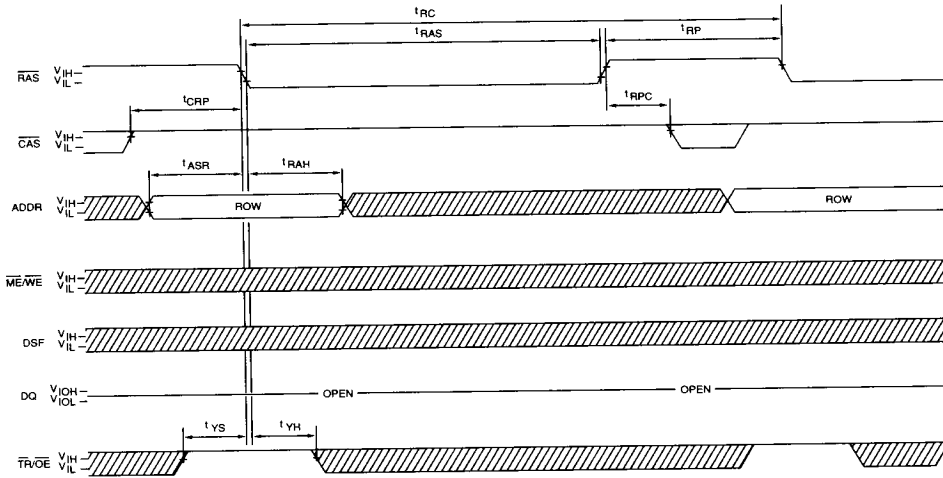 tRC
tRAS
tRP
RAS VIH VIL
tCRP
tRPC
CAS VIH VIL
tASR
tRAH
ADDR VIH VIL
ROW
ROW
ME/WE VIH VIL
DSF VIH VIL
DQ VIOH VIOL
OPEN
OPEN
tYS
tYH
TR/OE VIH VIL